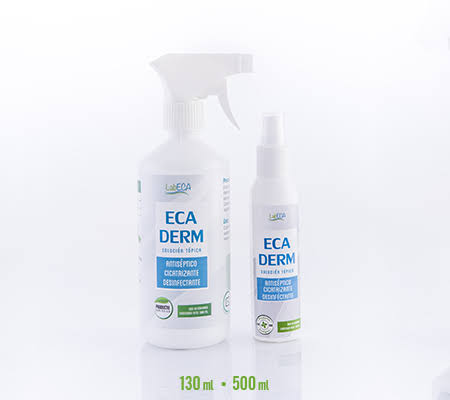 LabECA
ECA
DERM
SOLUCIÓN TÓPICA
ANTISÉPTICO
CICATRIZANTE
DESINFECTANTE
PRODUCTO
LabECA
ECA
DERM
SOLUCIÓN TÓPICA
ANTISÉPTICO
CICATRIZANTE
DESINFECTANTE
130 ml • 500 ml